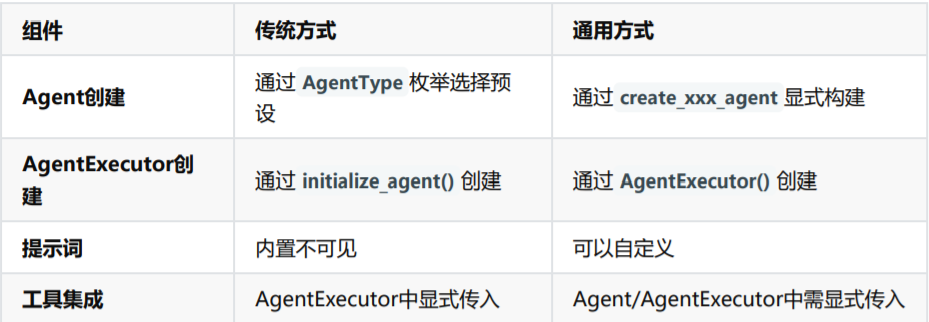 组件 传统方式 通用方式
Agent创建 通过 AgentType 枚举选择预设 通过 create_xxx_agent 显式构建
AgentExecutor创建 通过 initialize_agent() 创建 通过 AgentExecutor() 创建
提示词 内置不可见 可以自定义
工具集成 AgentExecutor中显式传入 Agent/AgentExecutor中需显式传入